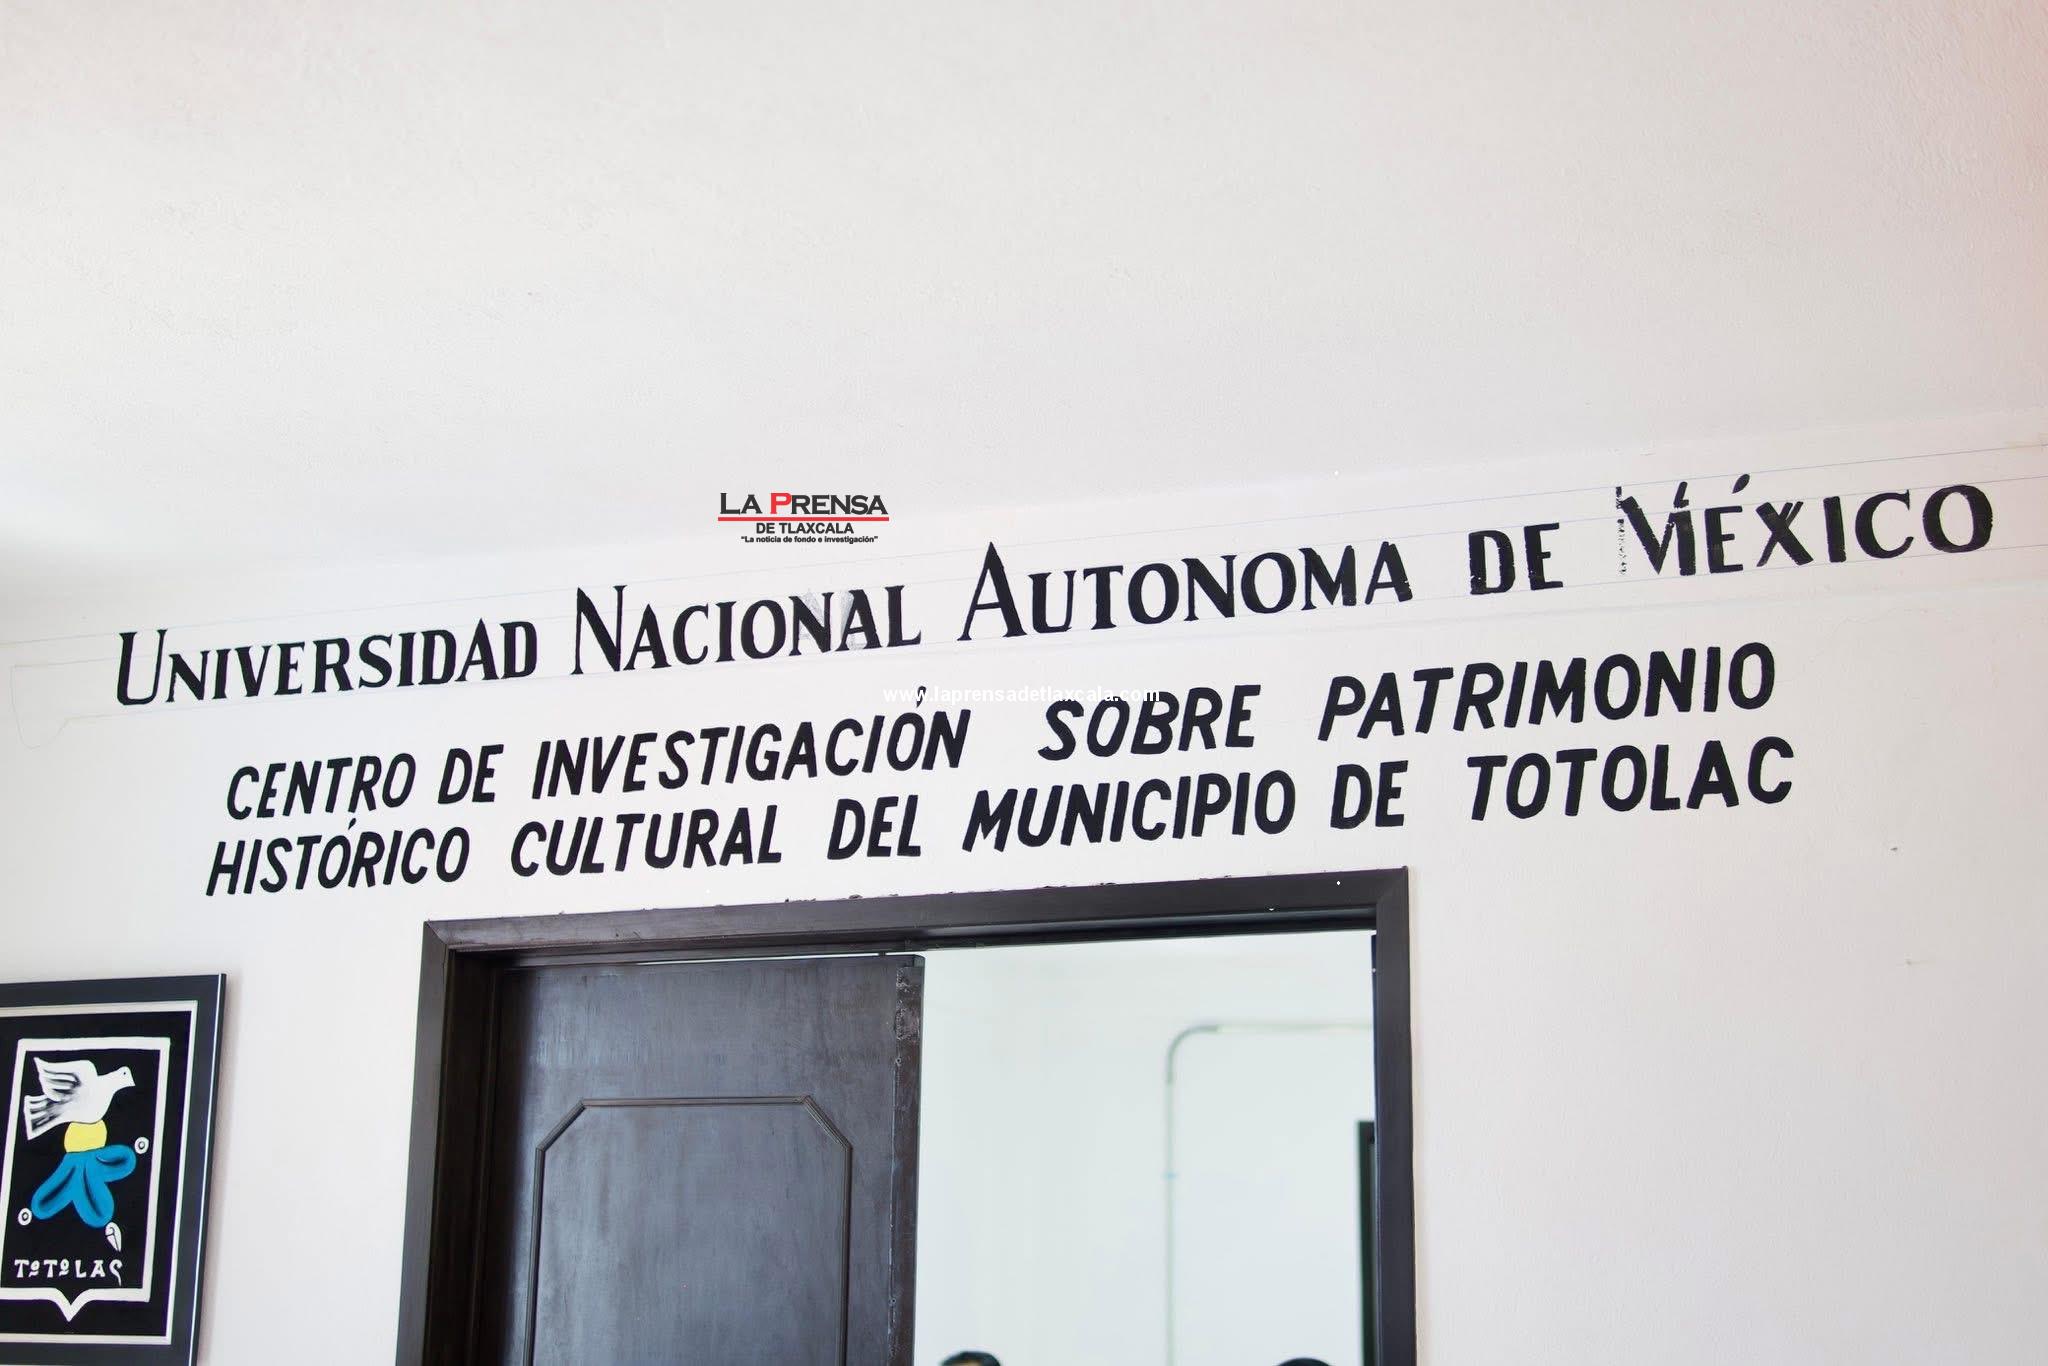 LA PRENSA
DE TLAXCALA
"La noticia de fondo e investigación"
UNIVERSIDAD NACIONAL AUTONOMA DE MÉXICO
www.laprensadetlaxcala.com
CENTRO DE INVESTIGACIÓN SOBRE PATRIMONIO
HISTÓRICO CULTURAL DEL MUNICIPIO DE TOTOLAC
TOTOLAC